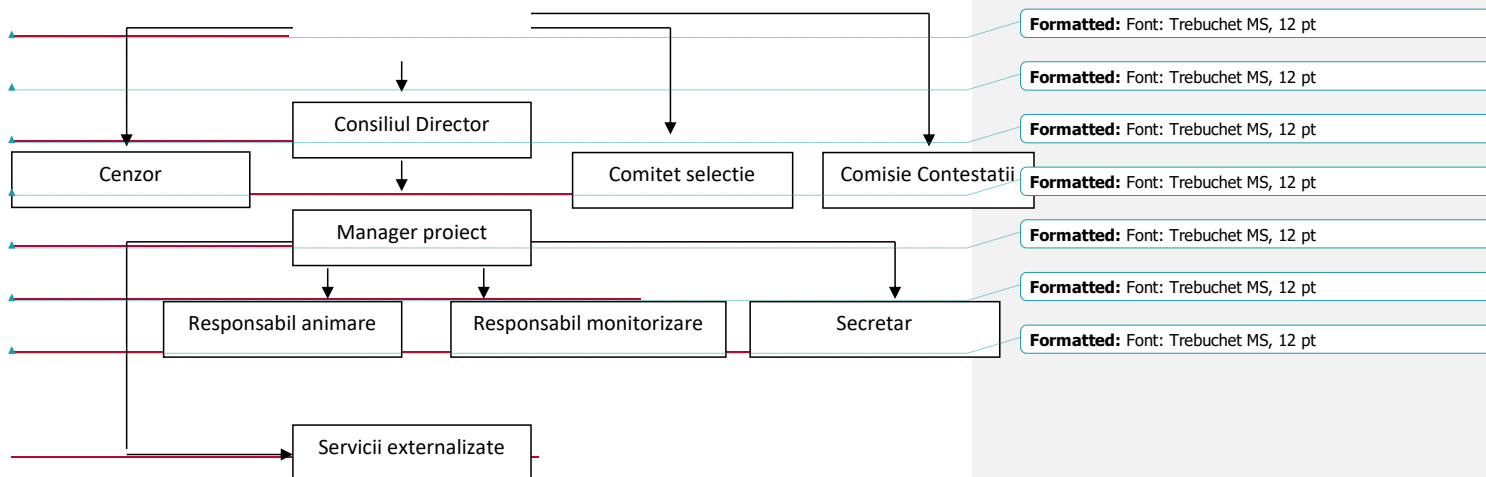 Formatted: Font: Trebuchet MS, 12 pt
Formatted: Font: Trebuchet MS, 12 pt
Consiliul Director
Formatted: Font: Trebuchet MS, 12 pt
Cenzor
Comitet selectie
Comisie Contestatii
Formatted: Font: Trebuchet MS, 12 pt
Manager proiect
Formatted: Font: Trebuchet MS, 12 pt
Formatted: Font: Trebuchet MS, 12 pt
Responsabil animare
Responsabil monitorizare
Secretar
Formatted: Font: Trebuchet MS, 12 pt
Servicii externalizate